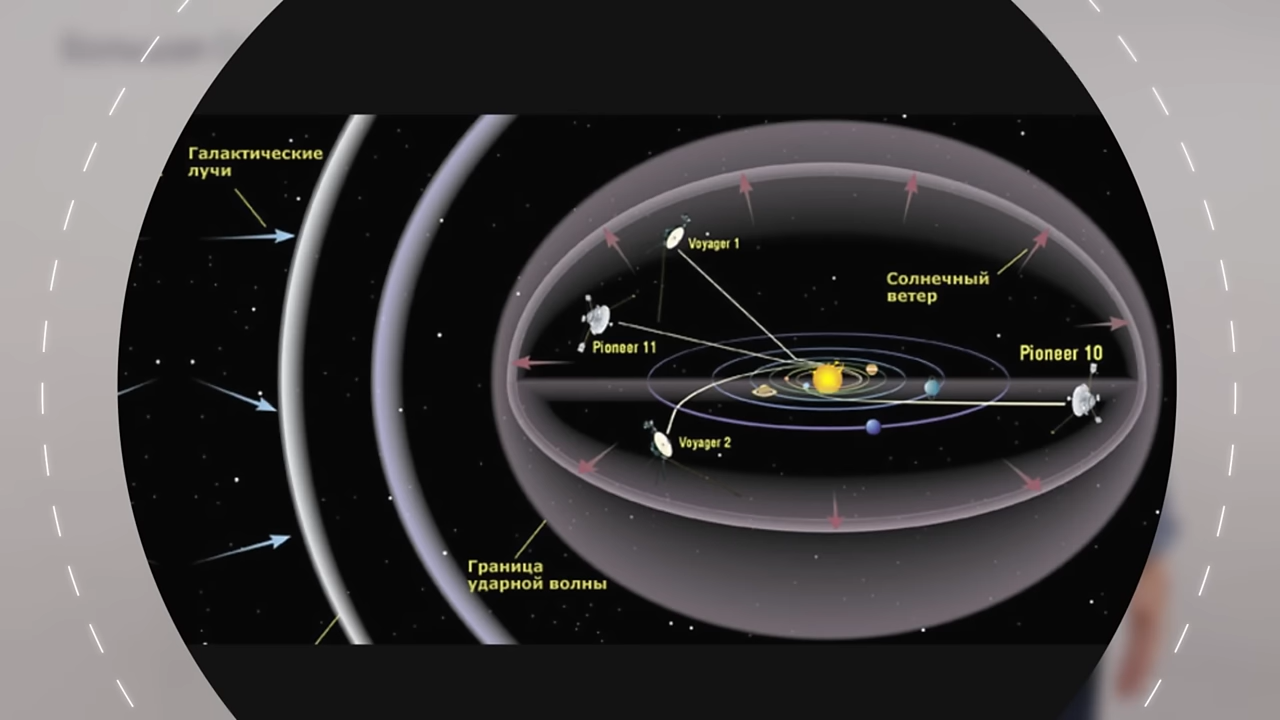 Галактические
лучи
Voyager 1
Солнечный
ветер
Pioneer 11
Pioneer 10
Voyager 2
Граница
ударной волны